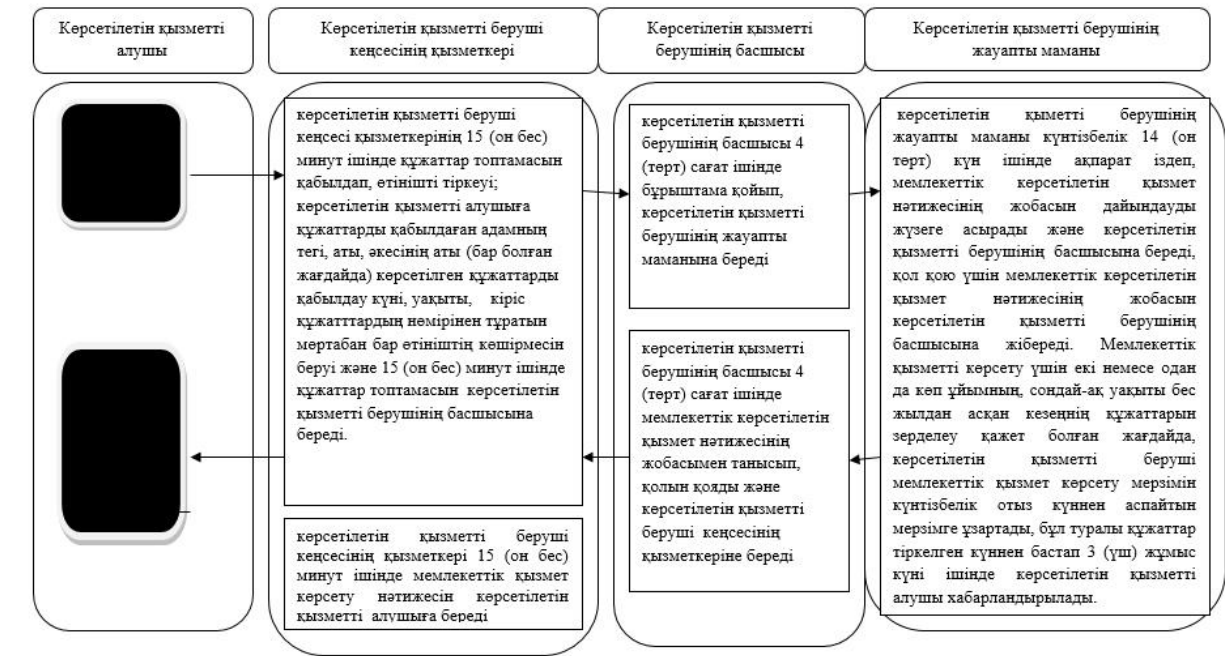 Көрсетілетін қызметті
алушы
Көрсетілетін қызметті беруші
кеңсесінің қызметкері
Көрсетілетін қызметті
берушінің басшысы
Көрсетілетін қызметті берушінің
жауапты маманы
көрсетілетін қызметті беруші
кеңсесі қызметкерінің 15 (он бес)
минут ішінде құжаттар топтамасын
қабылдап, өтінішті тіркеуі;
көрсетілетін қызметті алушыға
құжаттарды қабылдаған адамның
тегі, аты, әкесінің аты (бар болған
жағдайда) көрсетілген құжаттарды
қабылдау күні, уақыты, кіріс
құжатттардың нөмірінен тұратын
мөртабан бар өтініштің көшірмесін
беруі және 15 (он бес) минут ішінде
құжаттар топтамасын көрсетілетін
қызметті берушінің басшысына
береді.
көрсетілетін қызметті беруші
кеңсесінің қызметкері 15 (он бес)
минут ішінде мемлекеттік қызмет
көрсету нәтижесін көрсетілетін
қызметті алушыға береді
көрсетілетін қызметті
берушінің басшысы 4
(төрт) сағат ішінде
бұрыштама қойып,
көрсетілетін қызметті
берушінің жауапты
маманына береді
көрсетілетін қызметті
берушінің басшысы 4
(төрт) сағат ішінде
мемлекеттік көрсетілетін
қызмет нәтижесінің
жобасымен танысып,
қолын қояды және
көрсетілетін қызметті
беруші кеңсесінің
қызметкеріне береді
көрсетілетін қыметті берушінің
жауапты маманы күнтізбелік 14 (он
төрт) күн ішінде ақпарат іздеп,
мемлекеттік көрсетілетін қызмет
нәтижесінің жобасын дайындауды
жүзеге асырады және көрсетілетін
қызметті берушінің басшысына береді,
қол қою үшін мемлекеттік көрсетілетін
қызмет нәтижесінің жобасын
көрсетілетін қызметті берушінің
басшысына жібереді. Мемлекеттік
қызметті көрсету үшін екі немесе одан
да көп ұйымның, сондай-ақ уақыты бес
жылдан асқан кезеңнің құжаттарын
зерделеу қажет болған жағдайда,
көрсетілетін қызметті беруші
мемлекеттік қызмет көрсету мерзімін
күнтізбелік отыз күннен аспайтын
мерзімге ұзартады, бұл туралы құжаттар
тіркелген күннен бастап 3 (үш) жұмыс
күні ішінде көрсетілетін қызметті
алушы хабарландырылады.